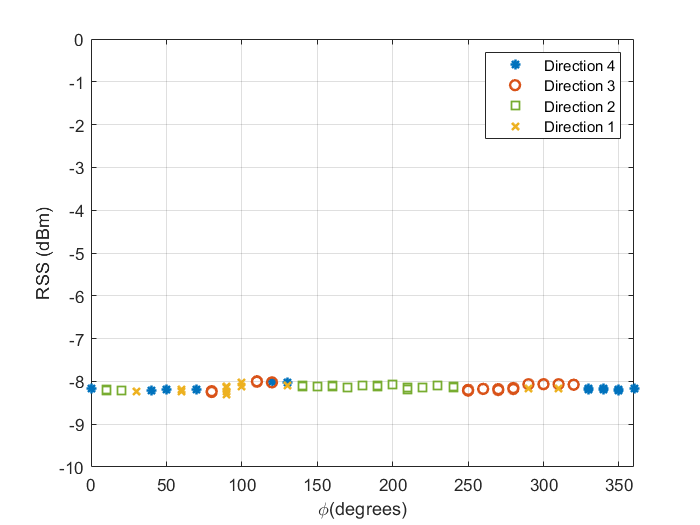 0
-1
-2
-3
-4
-5
-6
-7
-8
-9
-10
RSS (dBm)
Direction 4
Direction 3
Direction 2
Direction 1
0 50 100 150 200 250 300 350
ϕ(degrees)